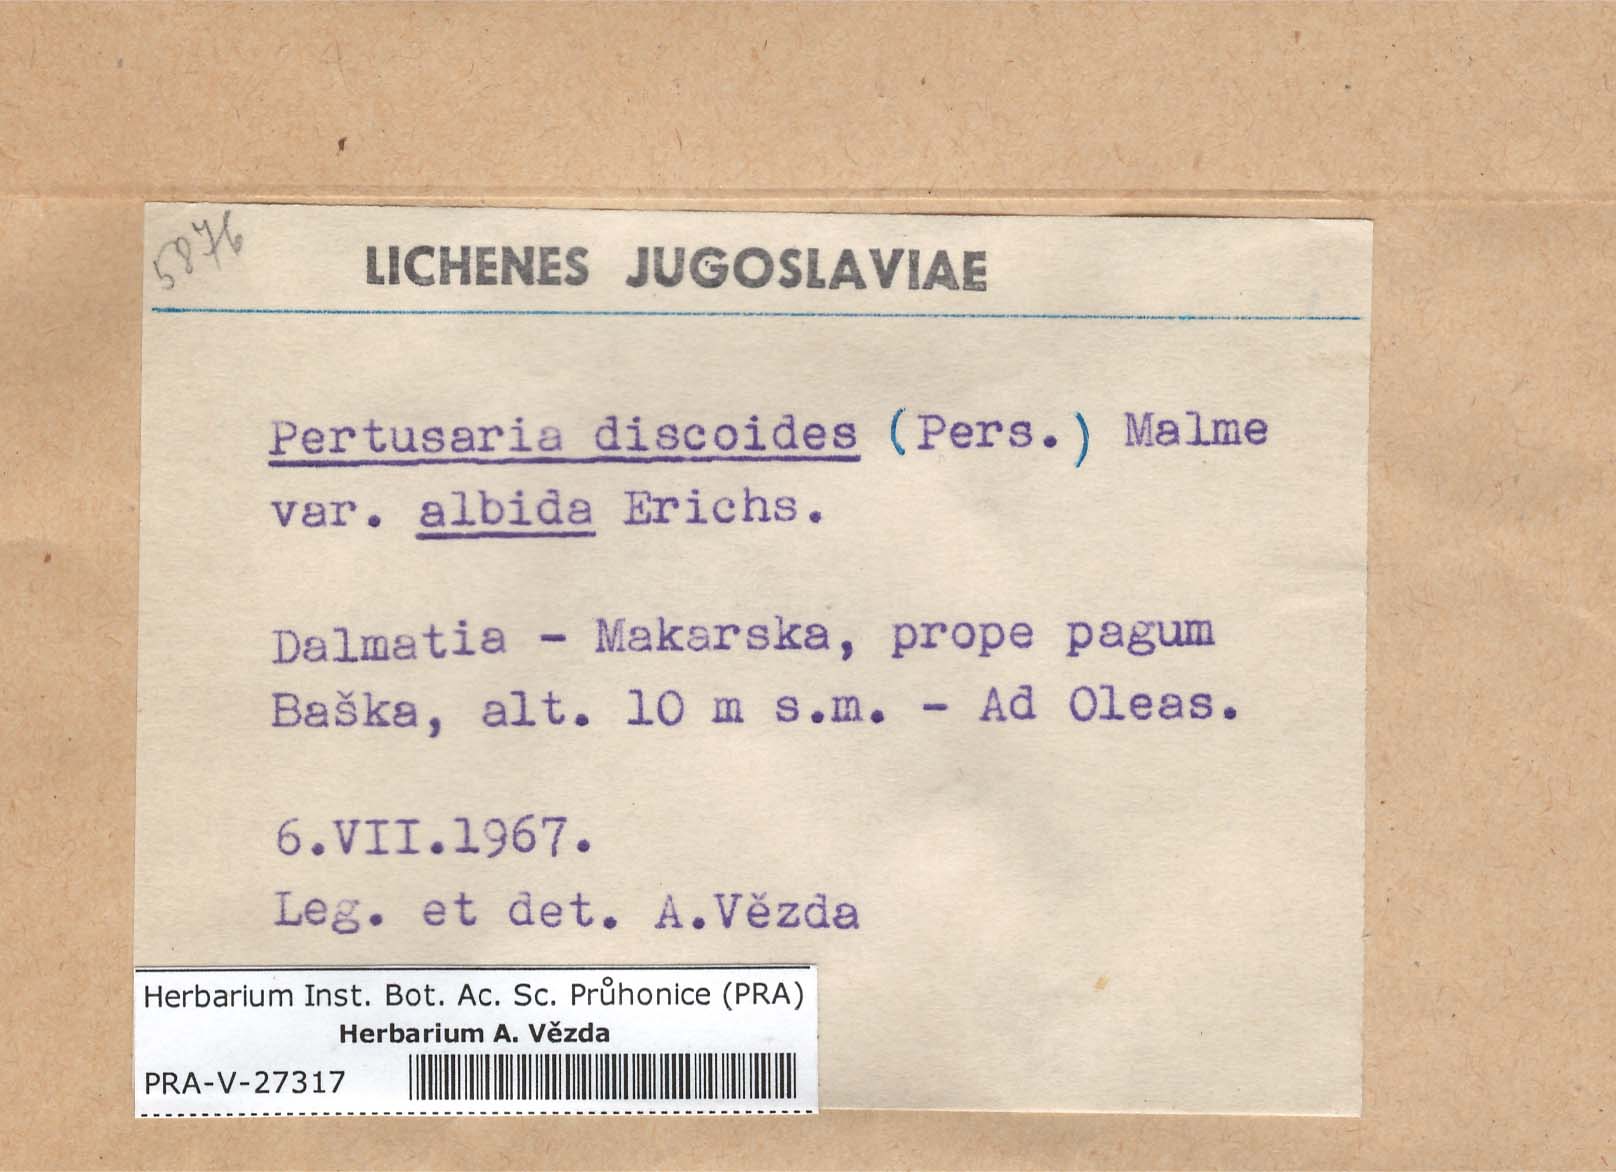 5876
LICHENES JUGOSLAVIAE
Pertusaria discoides (Pers.) Malme
var. albida Erichs.
Dalmatia - Makarska, prope pagum
Baška, alt. 10 m s.m. - Ad Oleas.
6.VII.1967.
Leg. et det. A.Vězda
Herbarium Inst. Bot. Ac. Sc. Průhonice (PRA)
Herbarium A. Vězda
PRA-V-27317